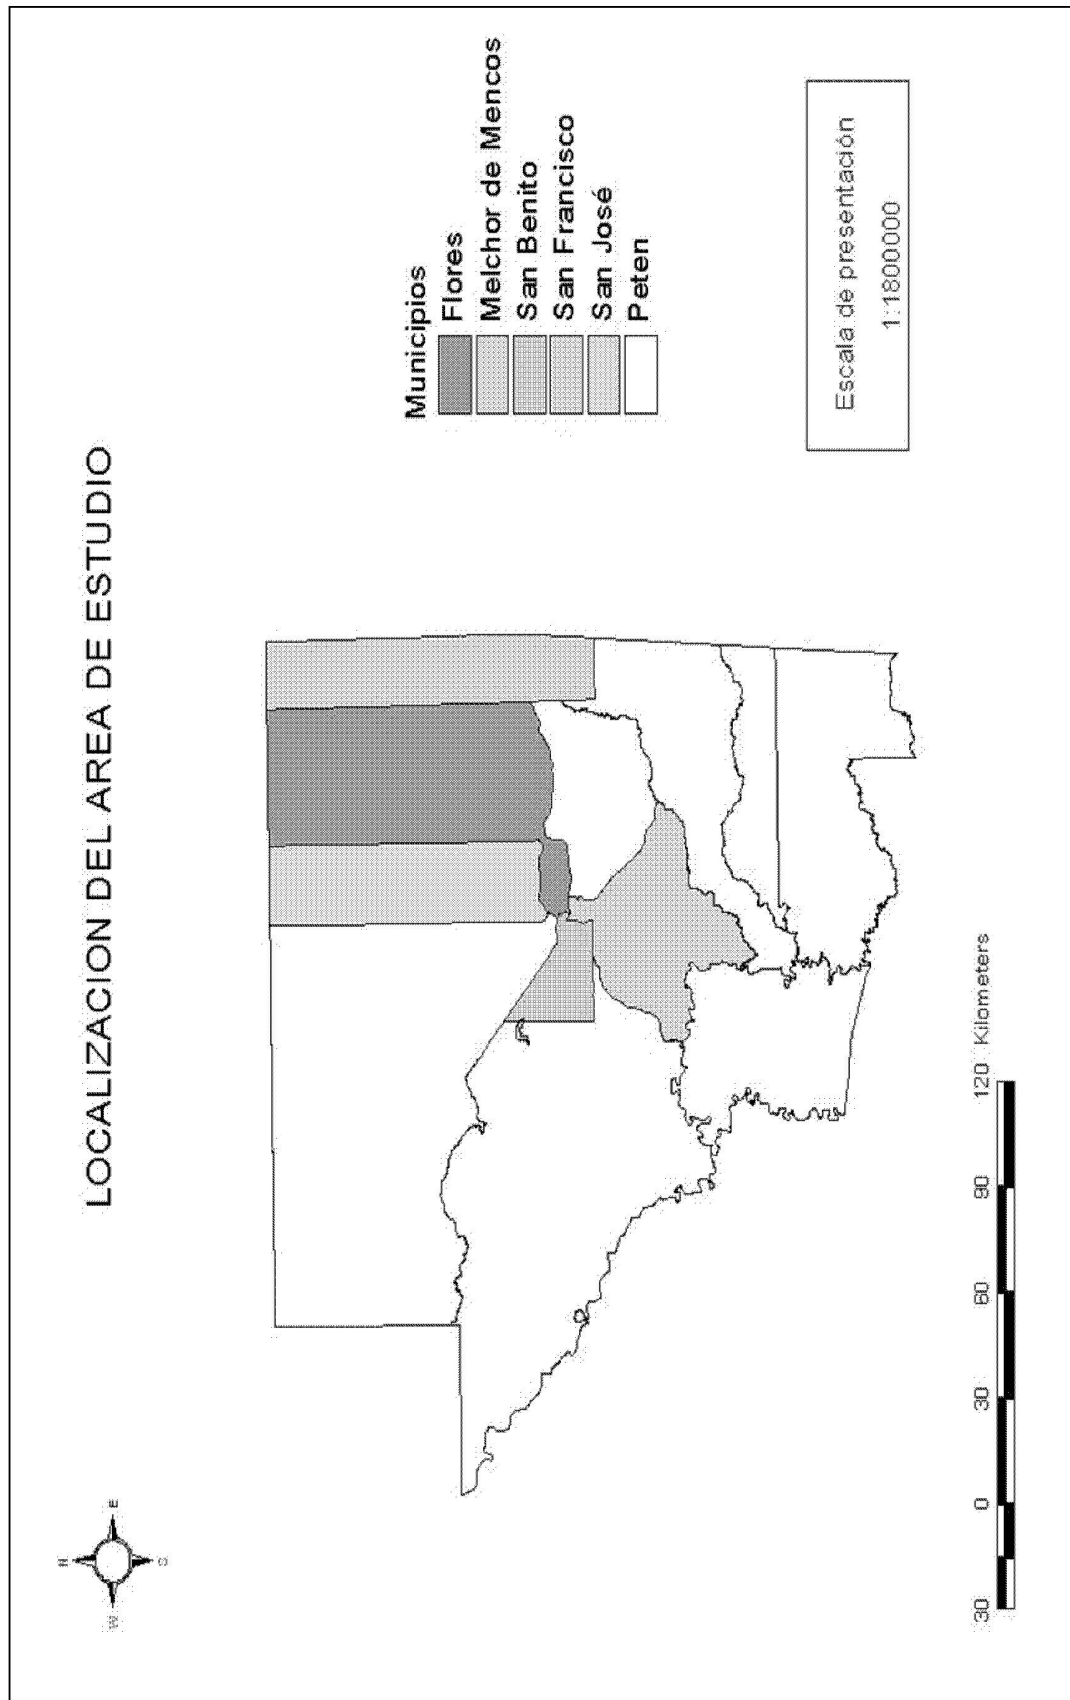 LOCALIZACION DEL AREA DE ESTUDIO
N
W
E
S
Municipios
Flores
Melchor de Mencos
San Benito
San Francisco
San José
Peten
Escala de presentación
1:1800000
30 0 30 60 90 120 Kilometers